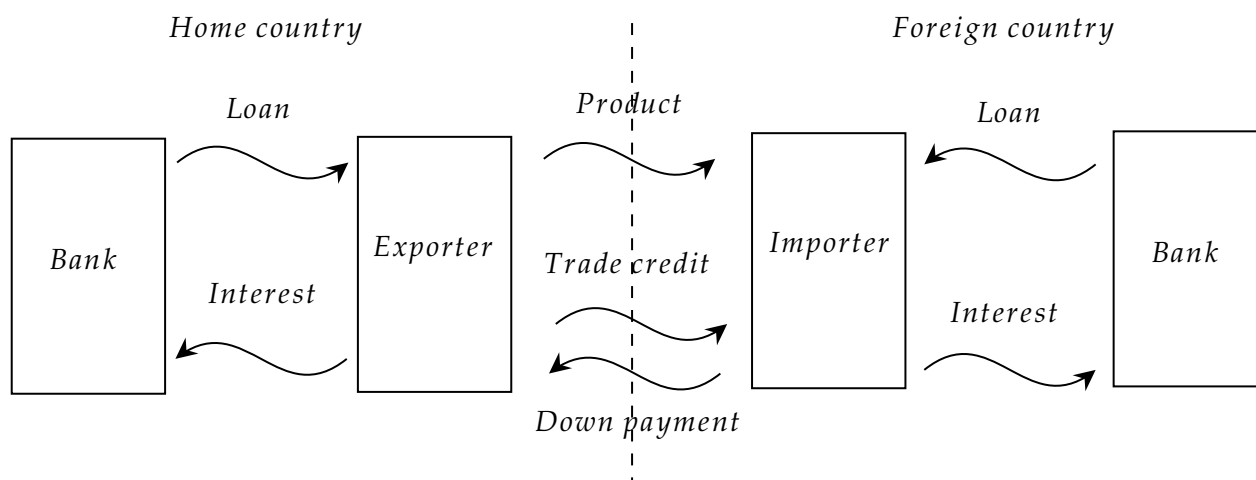 Home country
Foreign country
Loan
Product
Loan
Bank
Exporter
Importer
Bank
Trade credit
Interest
Interest
Down payment